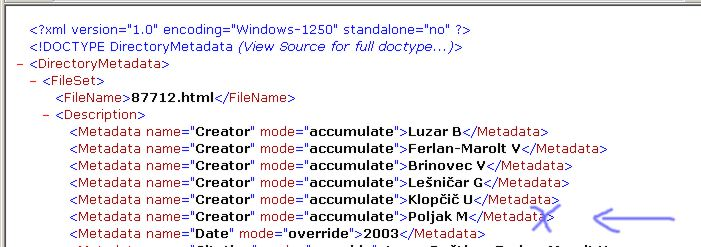 <?xml version="1.0" encoding="Windows-1250" standalone="no" ?>
<!DOCTYPE DirectoryMetadata (View Source for full doctype...)>
- <DirectoryMetadata>
- <FileSet>
<FileName>87712.html</FileName>
- <Description>
<Metadata name="Creator" mode="accumulate">Luzar B</Metadata>
<Metadata name="Creator" mode="accumulate">Ferlan-Marolt V</Metadata>
<Metadata name="Creator" mode="accumulate">Brinovec V</Metadata>
<Metadata name="Creator" mode="accumulate">Lešničar G</Metadata>
<Metadata name="Creator" mode="accumulate">Klopčič U</Metadata>
<Metadata name="Creator" mode="accumulate">Poljak M</Metadata>
<Metadata name="Date" mode="override">2003</Metadata>